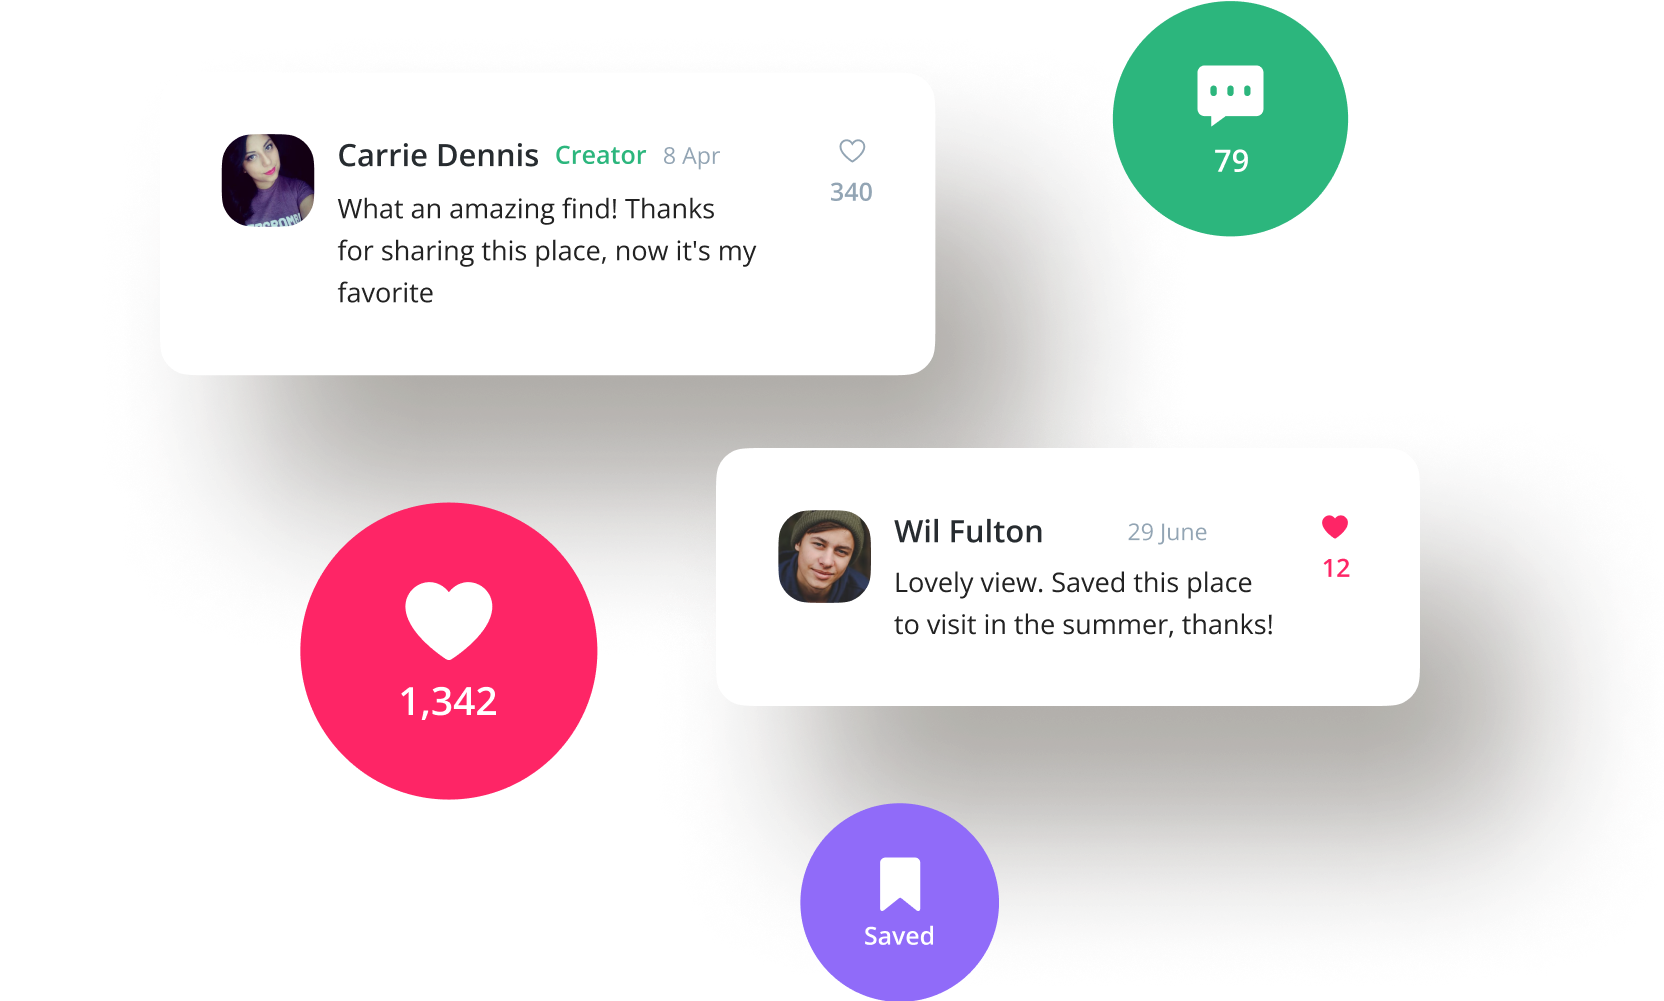 Carrie Dennis Creator 8 Apr
340
What an amazing find! Thanks
for sharing this place, now it's my
favorite
79
Wil Fulton 29 June
12
Lovely view. Saved this place
to visit in the summer, thanks!
1,342
Saved